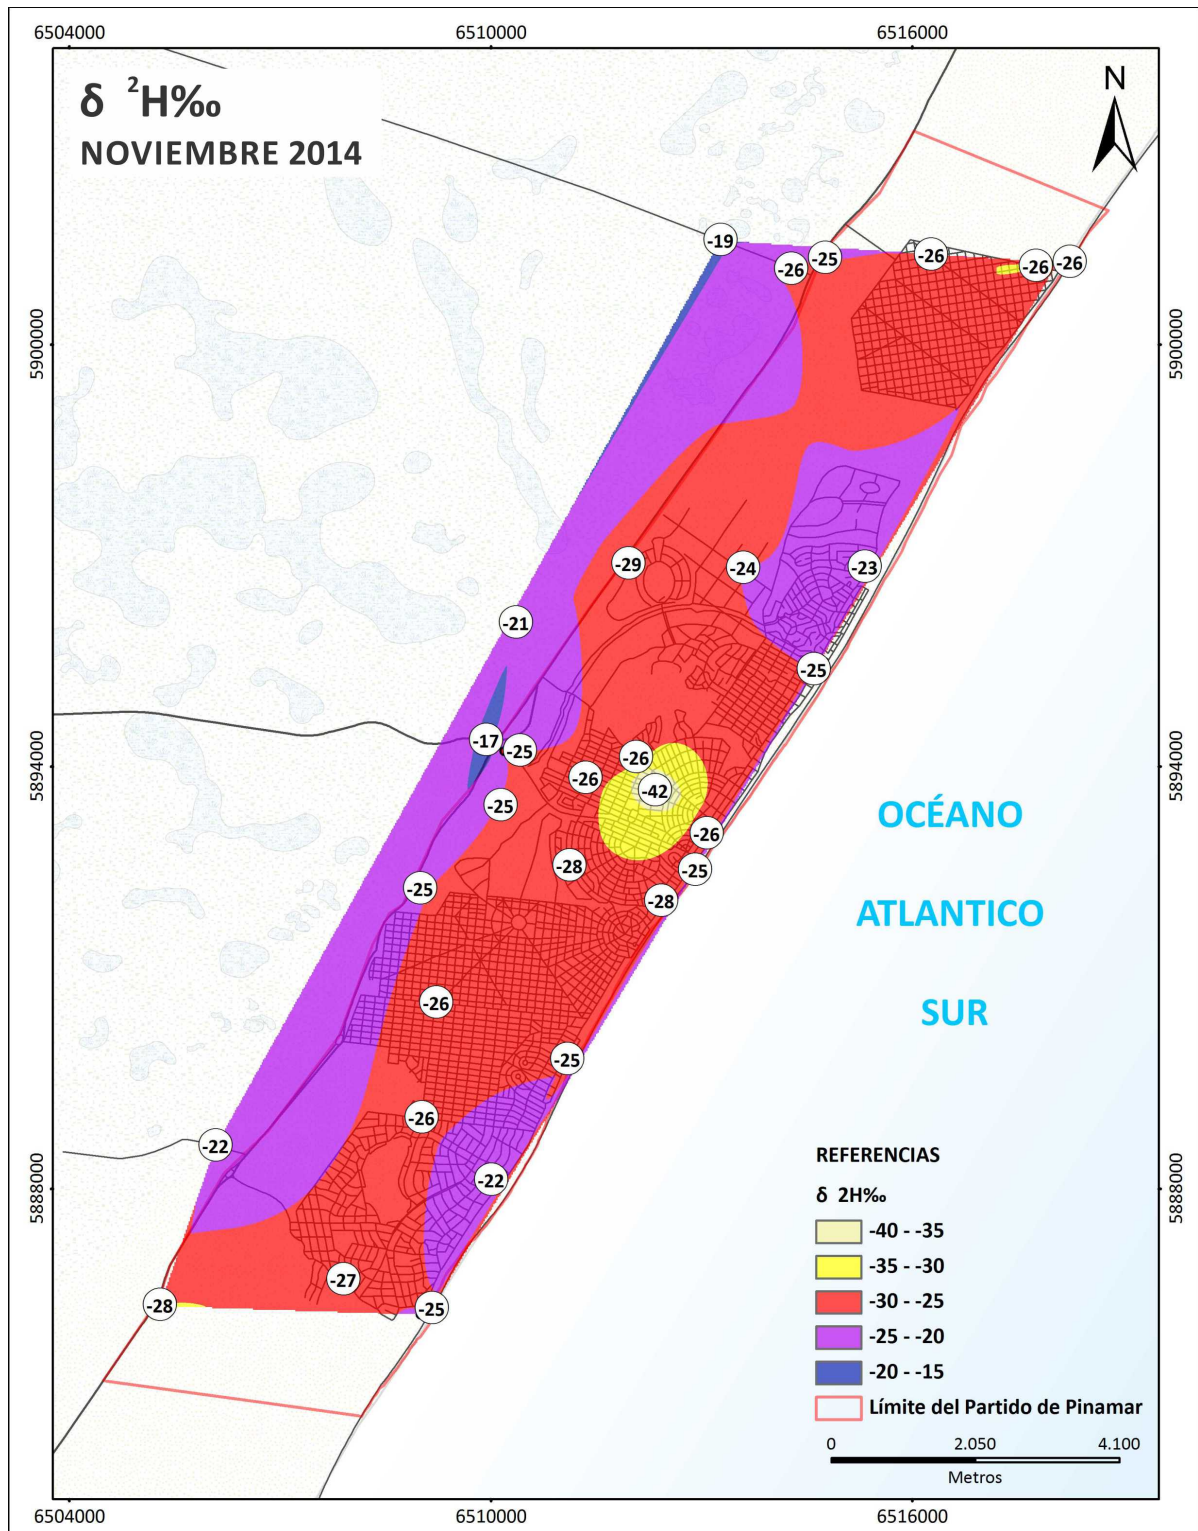 6504000 6510000 6516000
δ ²H‰
NOVIEMBRE 2014
N
-19
-25
-26
-26
-26
-26
5900000 5900000
-29
-24
-23
-21
-25
-17
-25
-26
5894000 5894000
-26
-42
-25
-26
-28
-25
-25
-28
OCÉANO
ATLANTICO
SUR
-26
-25
-26
-22
-22
5888000 5888000
-27
-28
-25
REFERENCIAS
δ 2H‰
-40 - -35
-35 - -30
-30 - -25
-25 - -20
-20 - -15
Límite del Partido de Pinamar
0 2.050 4.100
Metros
6504000 6510000 6516000